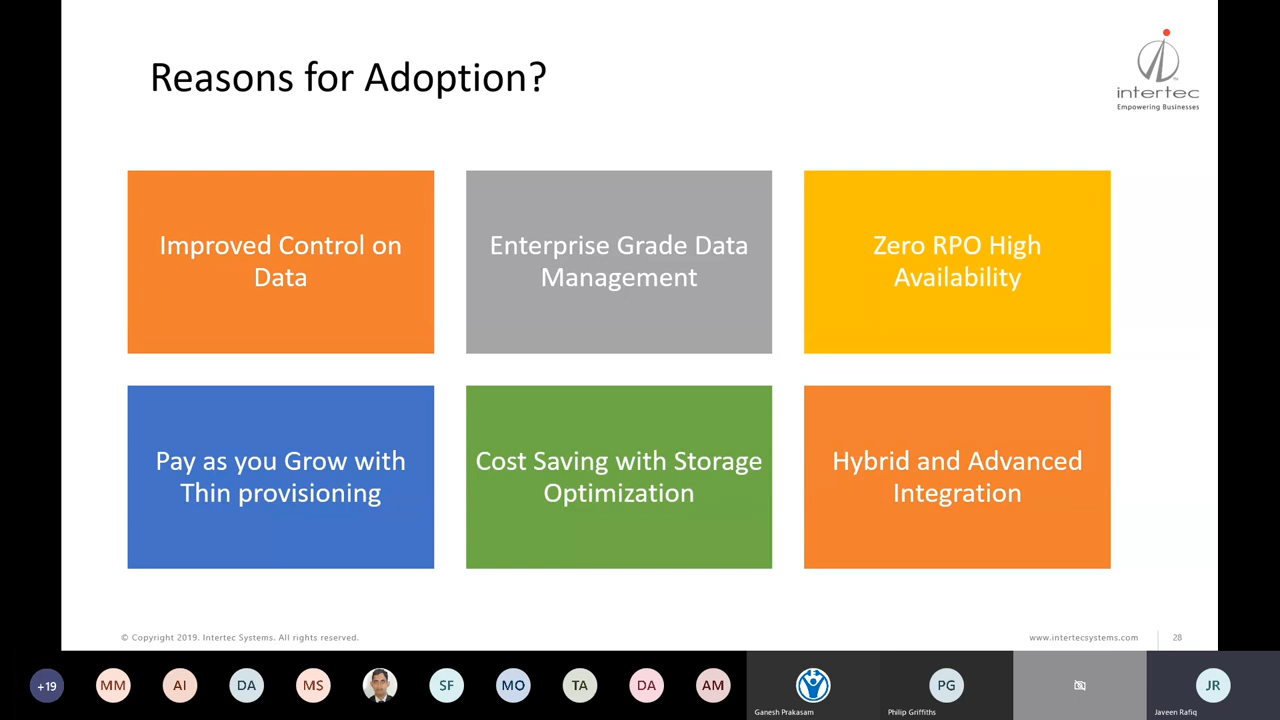 Reasons for Adoption?
intertec
Empowering Businesses
Improved Control on
Data
Enterprise Grade Data
Management
Zero RPO High
Availability
Pay as you Grow with
Thin provisioning
Cost Saving with Storage
Optimization
Hybrid and Advanced
Integration
© Copyright 2019. Intertec Systems. All rights reserved.
www.intertecsystems.com
28
+19
MM
AI
DA
MS
SF
MO
TA
DA
AM
Ganesh Prakasam
PG
Philip Griffiths
JR
Javeen Rafiq